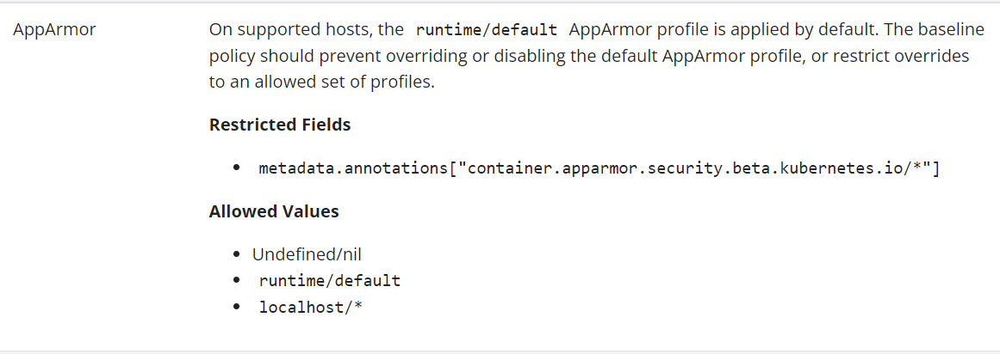 AppArmor
On supported hosts, the runtime/default AppArmor profile is applied by default. The baseline
policy should prevent overriding or disabling the default AppArmor profile, or restrict overrides
to an allowed set of profiles.
Restricted Fields
• metadata.annotations["container.apparmor.security.beta.kubernetes.io/*"]
Allowed Values
• Undefined/nil
• runtime/default
• localhost/*